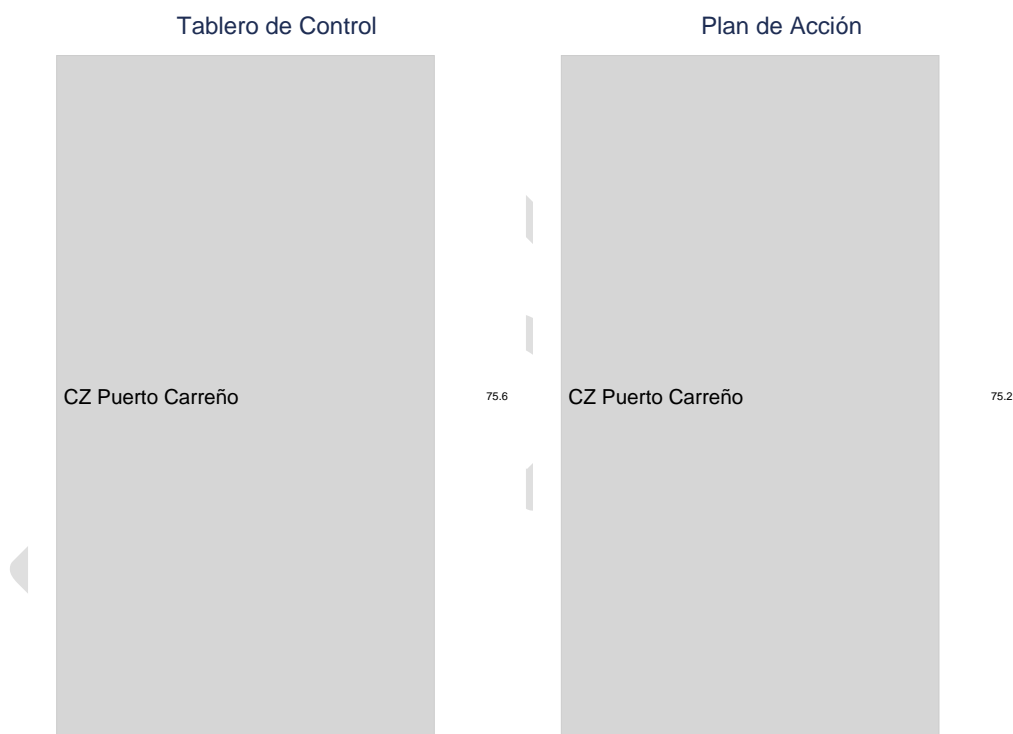 Tablero de Control
CZ Puerto Carreño
75.6
Plan de Acción
CZ Puerto Carreño
75.2